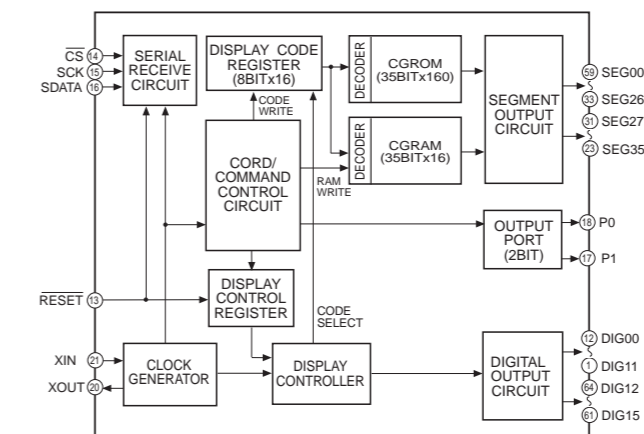 CS
SCK
SDATA
14
15
16
SERIAL
RECEIVE
CIRCUIT
DISPLAY CODE
REGISTER
(8BITx16)
DECODER
CGROM
(35BITx160)
SEGMENT
OUTPUT
CIRCUIT
59
SEG00
33
SEG26
31
SEG27
23
SEG35
CODE
WRITE
DECODER
CGRAM
(35BITx16)
CORD/
COMMAND
CONTROL
CIRCUIT
RAM
WRITE
OUTPUT
PORT
(2BIT)
18
P0
17
P1
RESET
13
DISPLAY
CONTROL
REGISTER
CODE
SELECT
XIN
21
XOUT
20
CLOCK
GENERATOR
DISPLAY
CONTROLLER
DIGITAL
OUTPUT
CIRCUIT
12
DIG00
1
DIG11
64
DIG12
61
DIG15